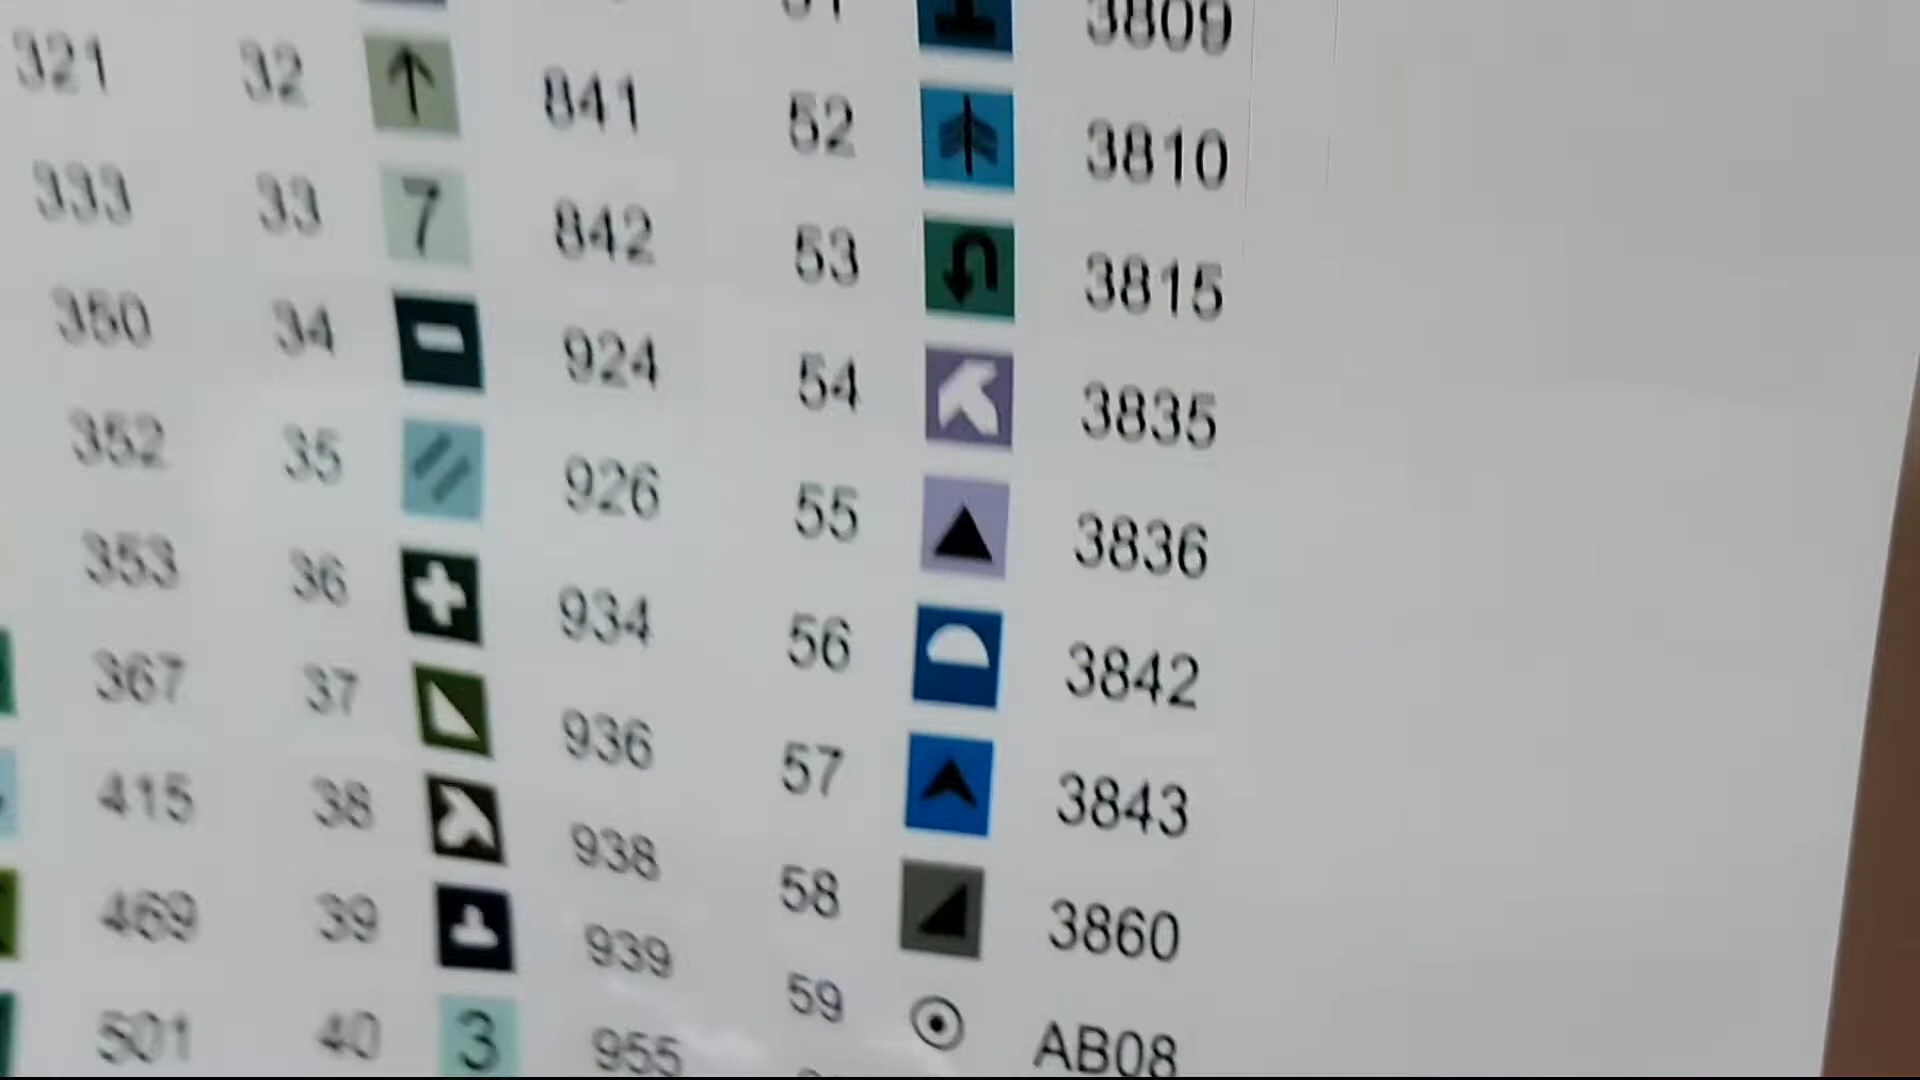 3809
321 32 841 52 3810
333 33 7 842 53 3815
350 34 924 54 3835
352 35 926 55 3836
353 36 934 56 3842
367 37 936 57 3843
415 38 938 58 3860
469 39 939 59 AB08
501 40 3 955